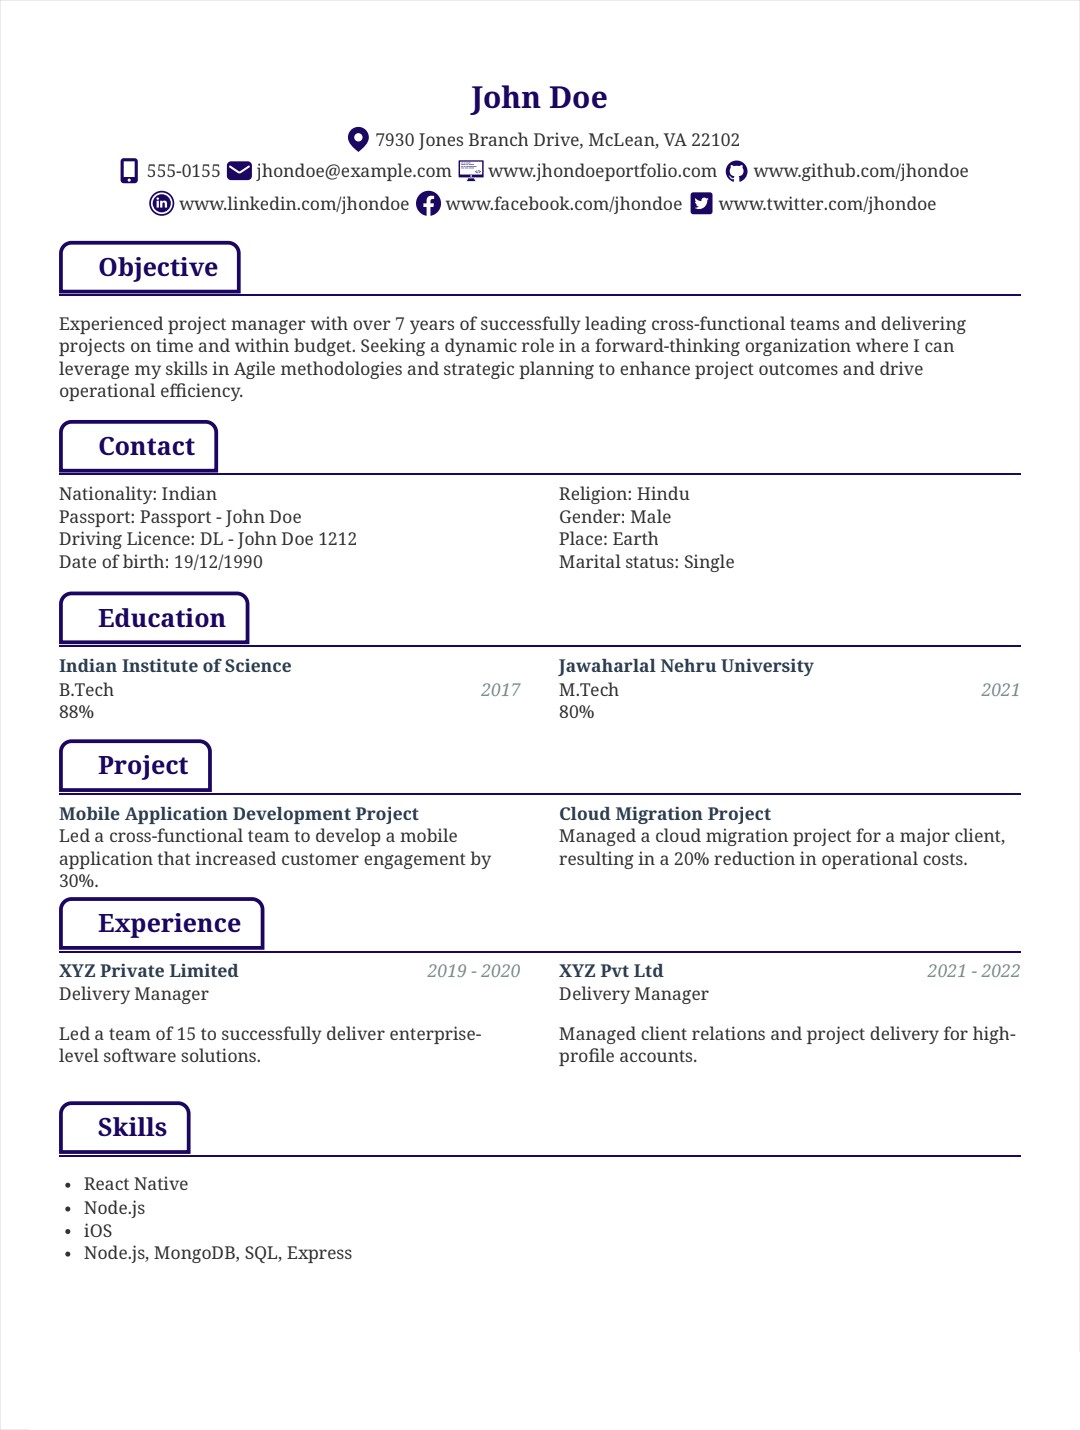 John Doe
7930 Jones Branch Drive, McLean, VA 22102
555-0155 jhondoe@example.com www.jhondoeportfolio.com www.github.com/jhondoe
www.linkedin.com/jhondoe www.facebook.com/jhondoe www.twitter.com/jhondoe
Objective
Experienced project manager with over 7 years of successfully leading cross-functional teams and delivering
projects on time and within budget. Seeking a dynamic role in a forward-thinking organization where I can
leverage my skills in Agile methodologies and strategic planning to enhance project outcomes and drive
operational efficiency.
Contact
Nationality: Indian
Passport: Passport - John Doe
Driving Licence: DL - John Doe 1212
Date of birth: 19/12/1990
Religion: Hindu
Gender: Male
Place: Earth
Marital status: Single
Education
Indian Institute of Science
B.Tech 2017
88%
Jawaharlal Nehru University
M.Tech 2021
80%
Project
Mobile Application Development Project
Led a cross-functional team to develop a mobile
application that increased customer engagement by
30%.
Cloud Migration Project
Managed a cloud migration project for a major client,
resulting in a 20% reduction in operational costs.
Experience
XYZ Private Limited 2019 - 2020
Delivery Manager
Led a team of 15 to successfully deliver enterprise-
level software solutions.
XYZ Pvt Ltd 2021 - 2022
Delivery Manager
Managed client relations and project delivery for high-
profile accounts.
Skills
• React Native
• Node.js
• iOS
• Node.js, MongoDB, SQL, Express